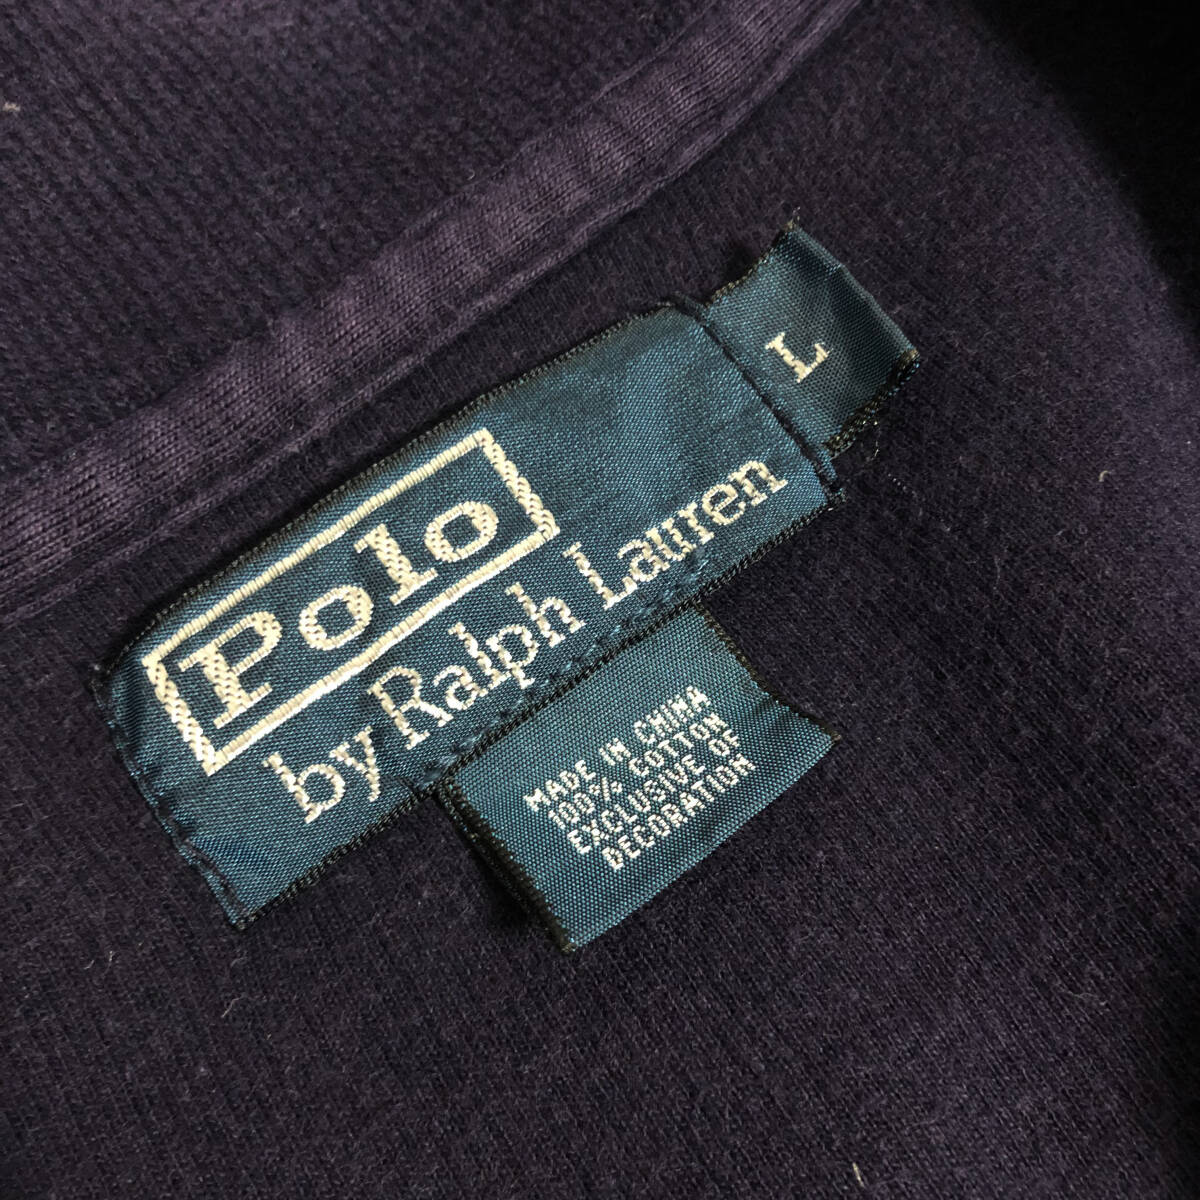 L
Polo
by Ralph Lauren
MADE IN CHINA
100% COTTON
EXCLUSIVE OF
DECORATION